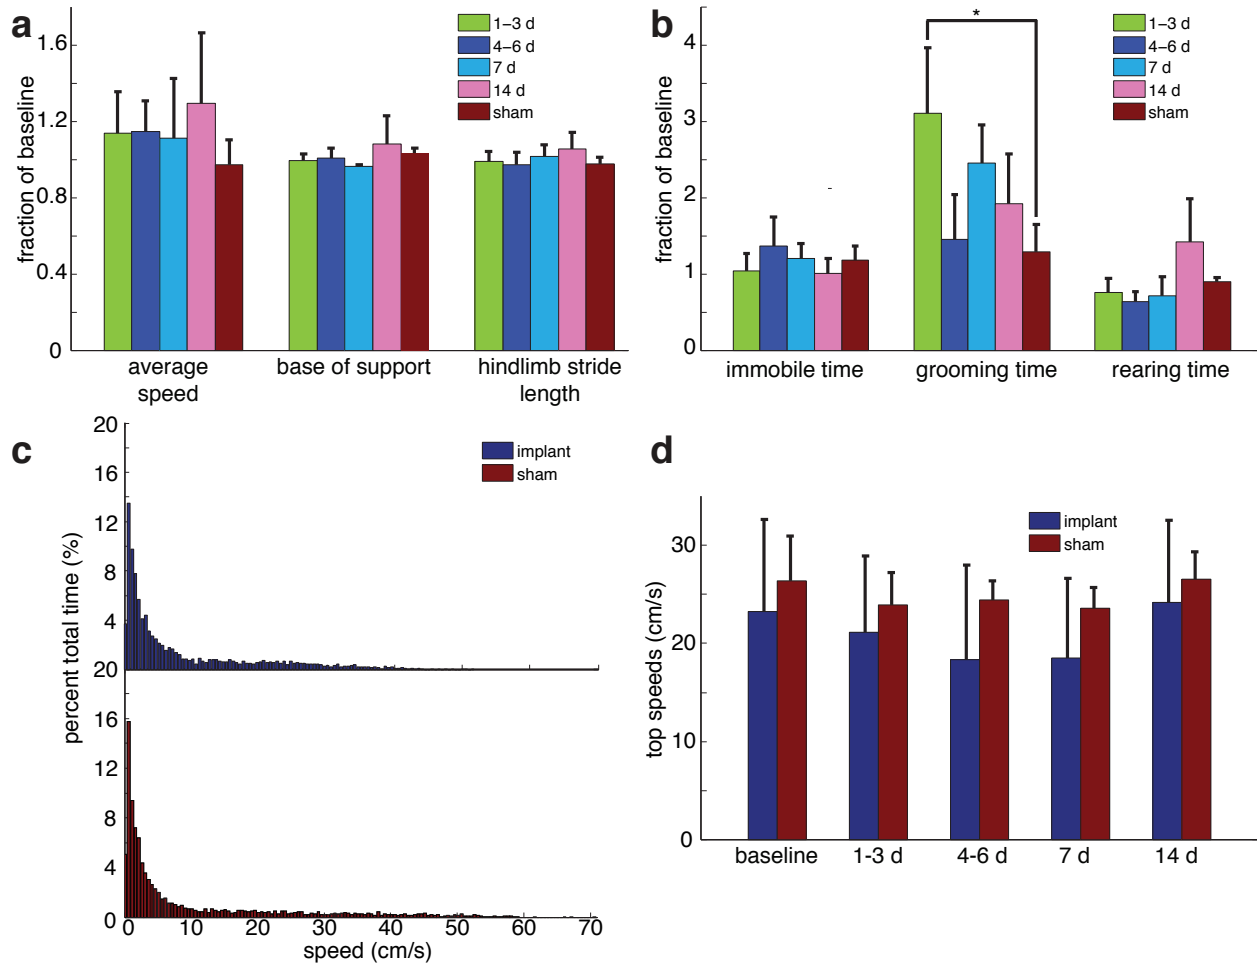 a
fraction of baseline
1.6
1.2
0.8
0.4
0
1–3 d
4–6 d
7 d
14 d
sham
average
speed
base of support
hindlimb stride
length
b
fraction of baseline
4
3
2
1
0
*
1–3 d
4–6 d
7 d
14 d
sham
immobile time
grooming time
rearing time
c
percent total time (%)
20
16
12
8
4
20
16
12
8
4
0
implant
sham
0 10 20 30 40 50 60 70
speed (cm/s)
d
top speeds (cm/s)
30
20
10
0
implant
sham
baseline 1-3 d 4-6 d 7 d 14 d